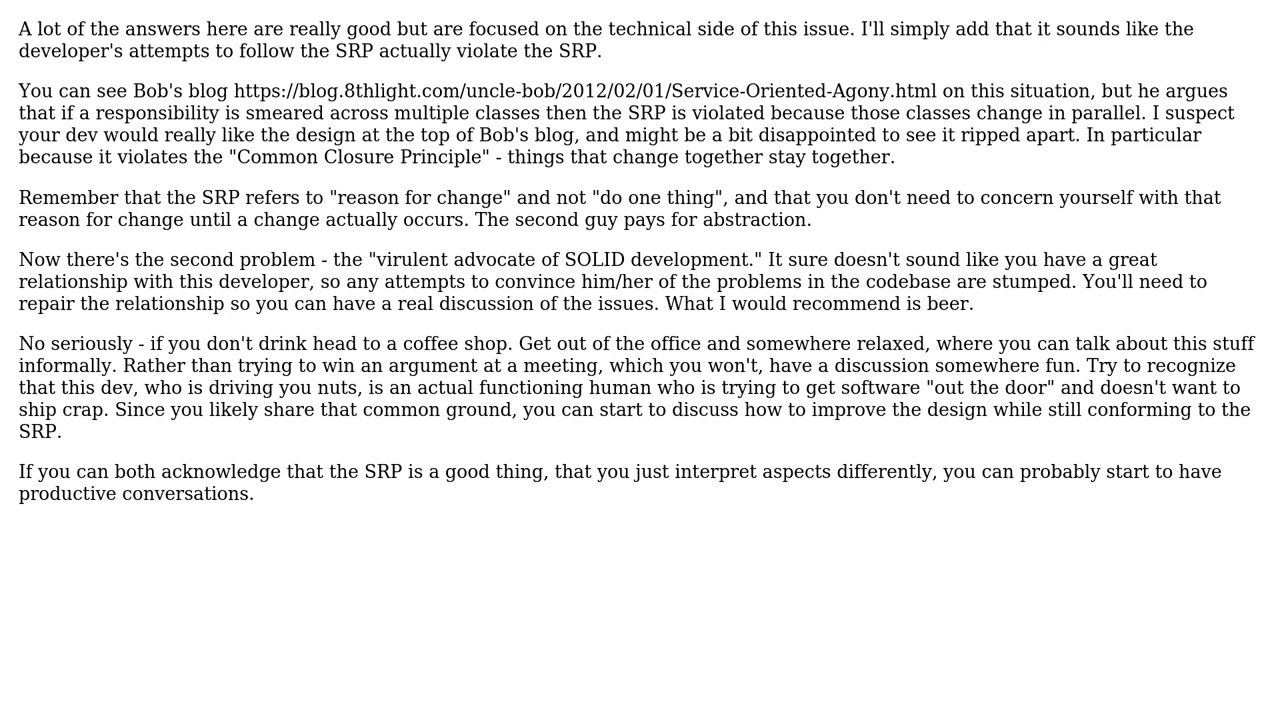 A lot of the answers here are really good but are focused on the technical side of this issue. I'll simply add that it sounds like the
developer's attempts to follow the SRP actually violate the SRP.
You can see Bob's blog https://blog.8thlight.com/uncle-bob/2012/02/01/Service-Oriented-Agony.html on this situation, but he argues
that if a responsibility is smeared across multiple classes then the SRP is violated because those classes change in parallel. I suspect
your dev would really like the design at the top of Bob's blog, and might be a bit disappointed to see it ripped apart. In particular
because it violates the "Common Closure Principle" - things that change together stay together.
Remember that the SRP refers to "reason for change" and not "do one thing", and that you don't need to concern yourself with that
reason for change until a change actually occurs. The second guy pays for abstraction.
Now there's the second problem - the "virulent advocate of SOLID development." It sure doesn't sound like you have a great
relationship with this developer, so any attempts to convince him/her of the problems in the codebase are stumped. You'll need to
repair the relationship so you can have a real discussion of the issues. What I would recommend is beer.
No seriously - if you don't drink head to a coffee shop. Get out of the office and somewhere relaxed, where you can talk about this stuff
informally. Rather than trying to win an argument at a meeting, which you won't, have a discussion somewhere fun. Try to recognize
that this dev, who is driving you nuts, is an actual functioning human who is trying to get software "out the door" and doesn't want to
ship crap. Since you likely share that common ground, you can start to discuss how to improve the design while still conforming to the
SRP.
If you can both acknowledge that the SRP is a good thing, that you just interpret aspects differently, you can probably start to have
productive conversations.